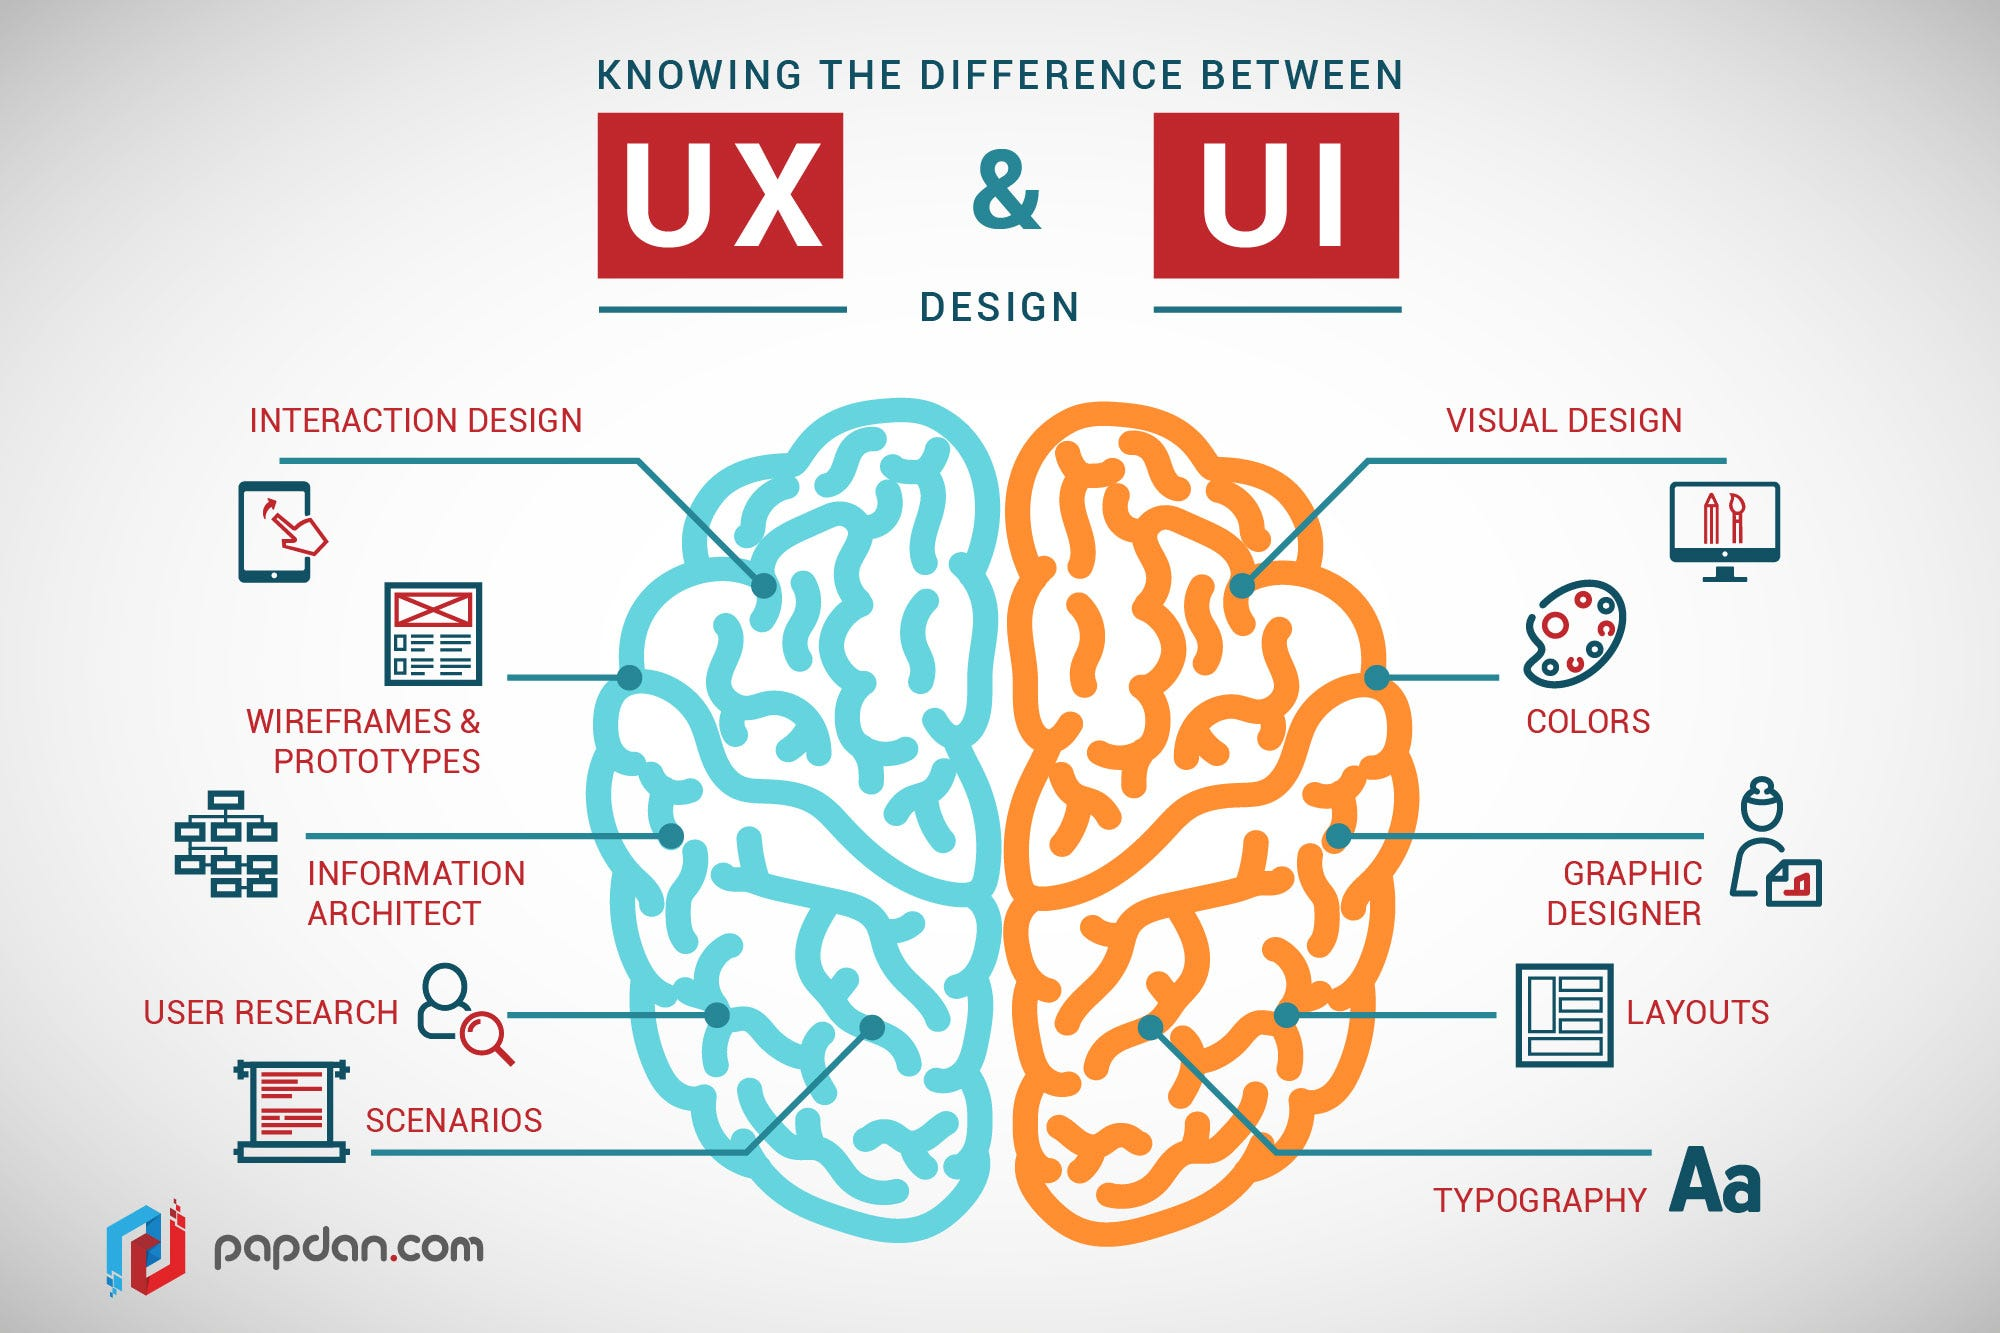 KNOWING THE DIFFERENCE BETWEEN
UX & UI
DESIGN
INTERACTION DESIGN
WIREFRAMES &
PROTOTYPES
INFORMATION
ARCHITECT
USER RESEARCH
SCENARIOS
VISUAL DESIGN
COLORS
GRAPHIC
DESIGNER
LAYOUTS
TYPOGRAPHY
Aa
papdan.com